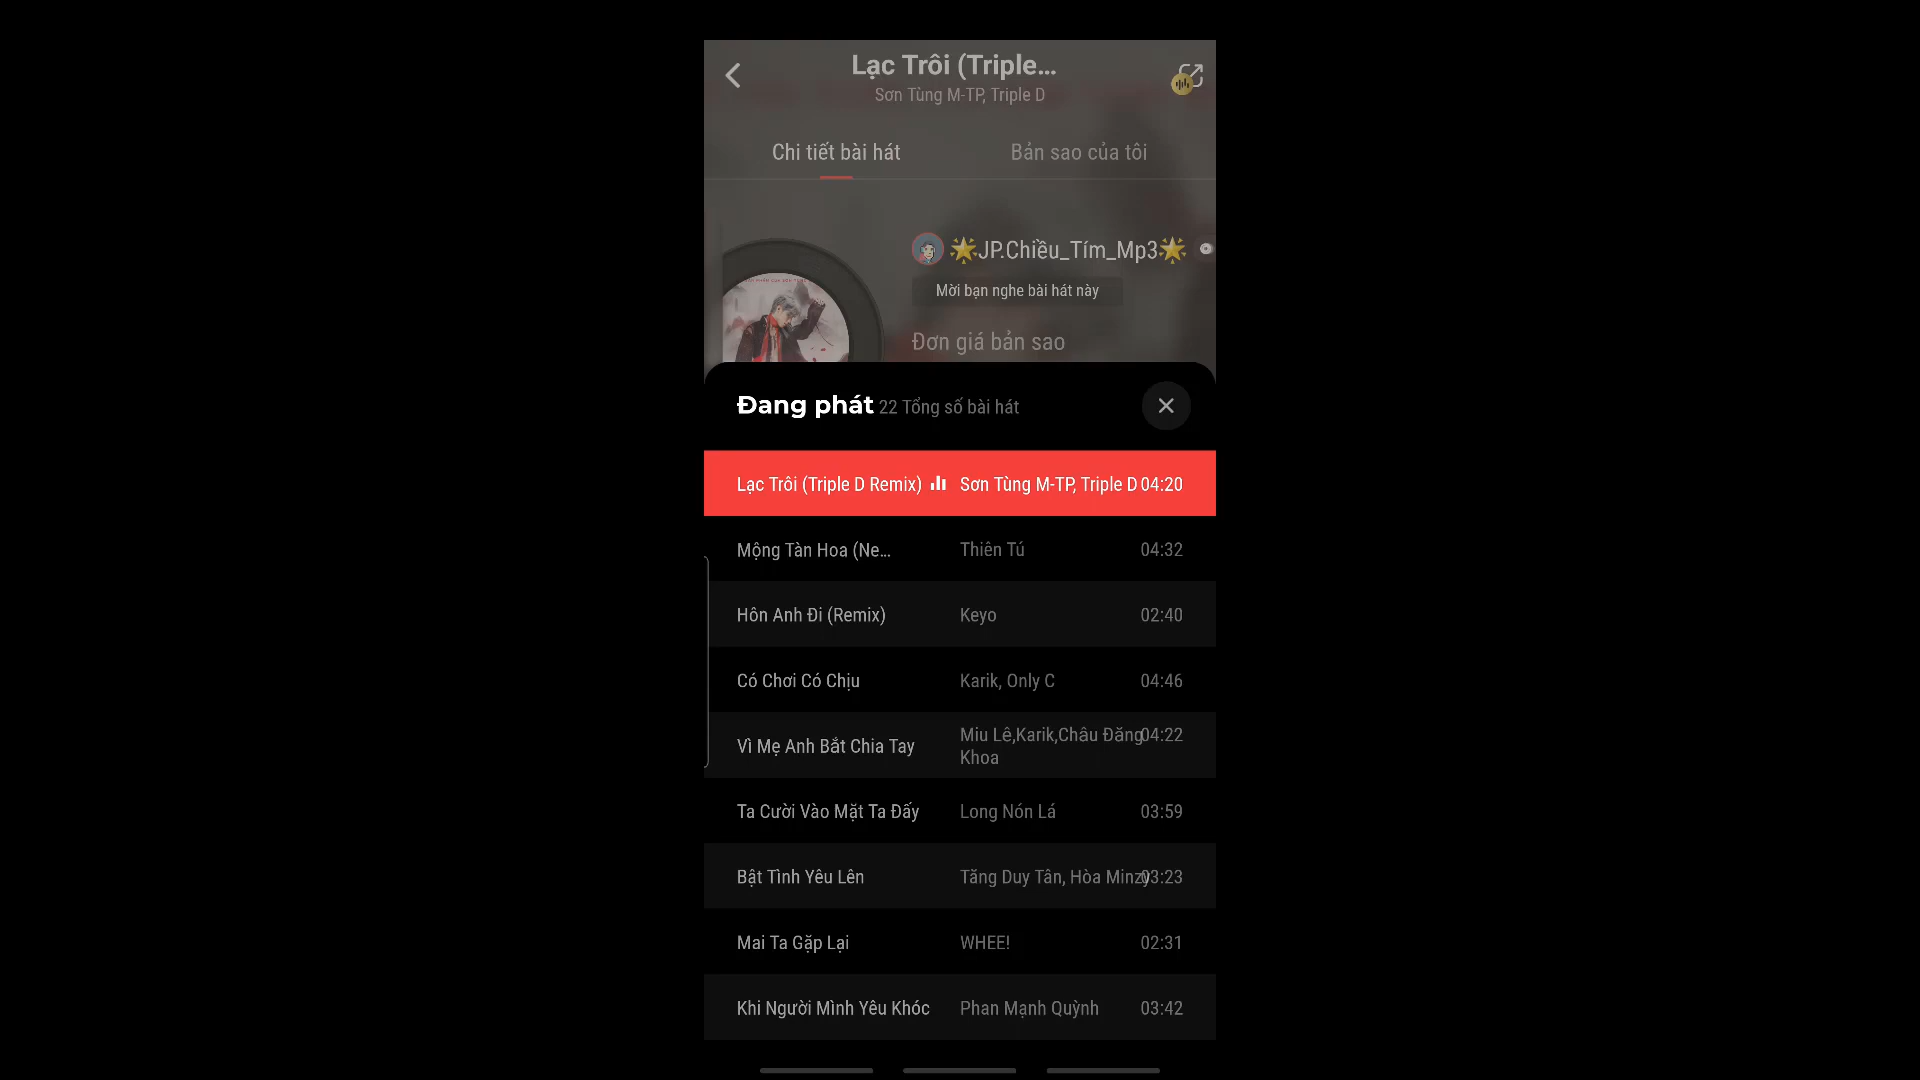 Lạc Trôi (Triple...
Sơn Tùng M-TP, Triple D
Chi tiết bài hát Bản sao của tôi
🌟JP.Chiều_Tím_Mp3🌟
Mời bạn nghe bài hát này
Đơn giá bản sao
Đang phát 22 Tổng số bài hát
Lạc Trôi (Triple D Remix) Sơn Tùng M-TP, Triple D 04:20
Mộng Tàn Hoa (Ne... Thiên Tú 04:32
Hôn Anh Đi (Remix) Keyo 02:40
Có Chơi Có Chịu Karik, Only C 04:46
Vì Mẹ Anh Bắt Chia Tay Miu Lê,Karik,Châu Đăng 04:22
Khoa
Ta Cười Vào Mặt Ta Đấy Long Nón Lá 03:59
Bật Tình Yêu Lên Tăng Duy Tân, Hòa Minzy 03:23
Mai Ta Gặp Lại WHEE! 02:31
Khi Người Mình Yêu Khóc Phan Mạnh Quỳnh 03:42